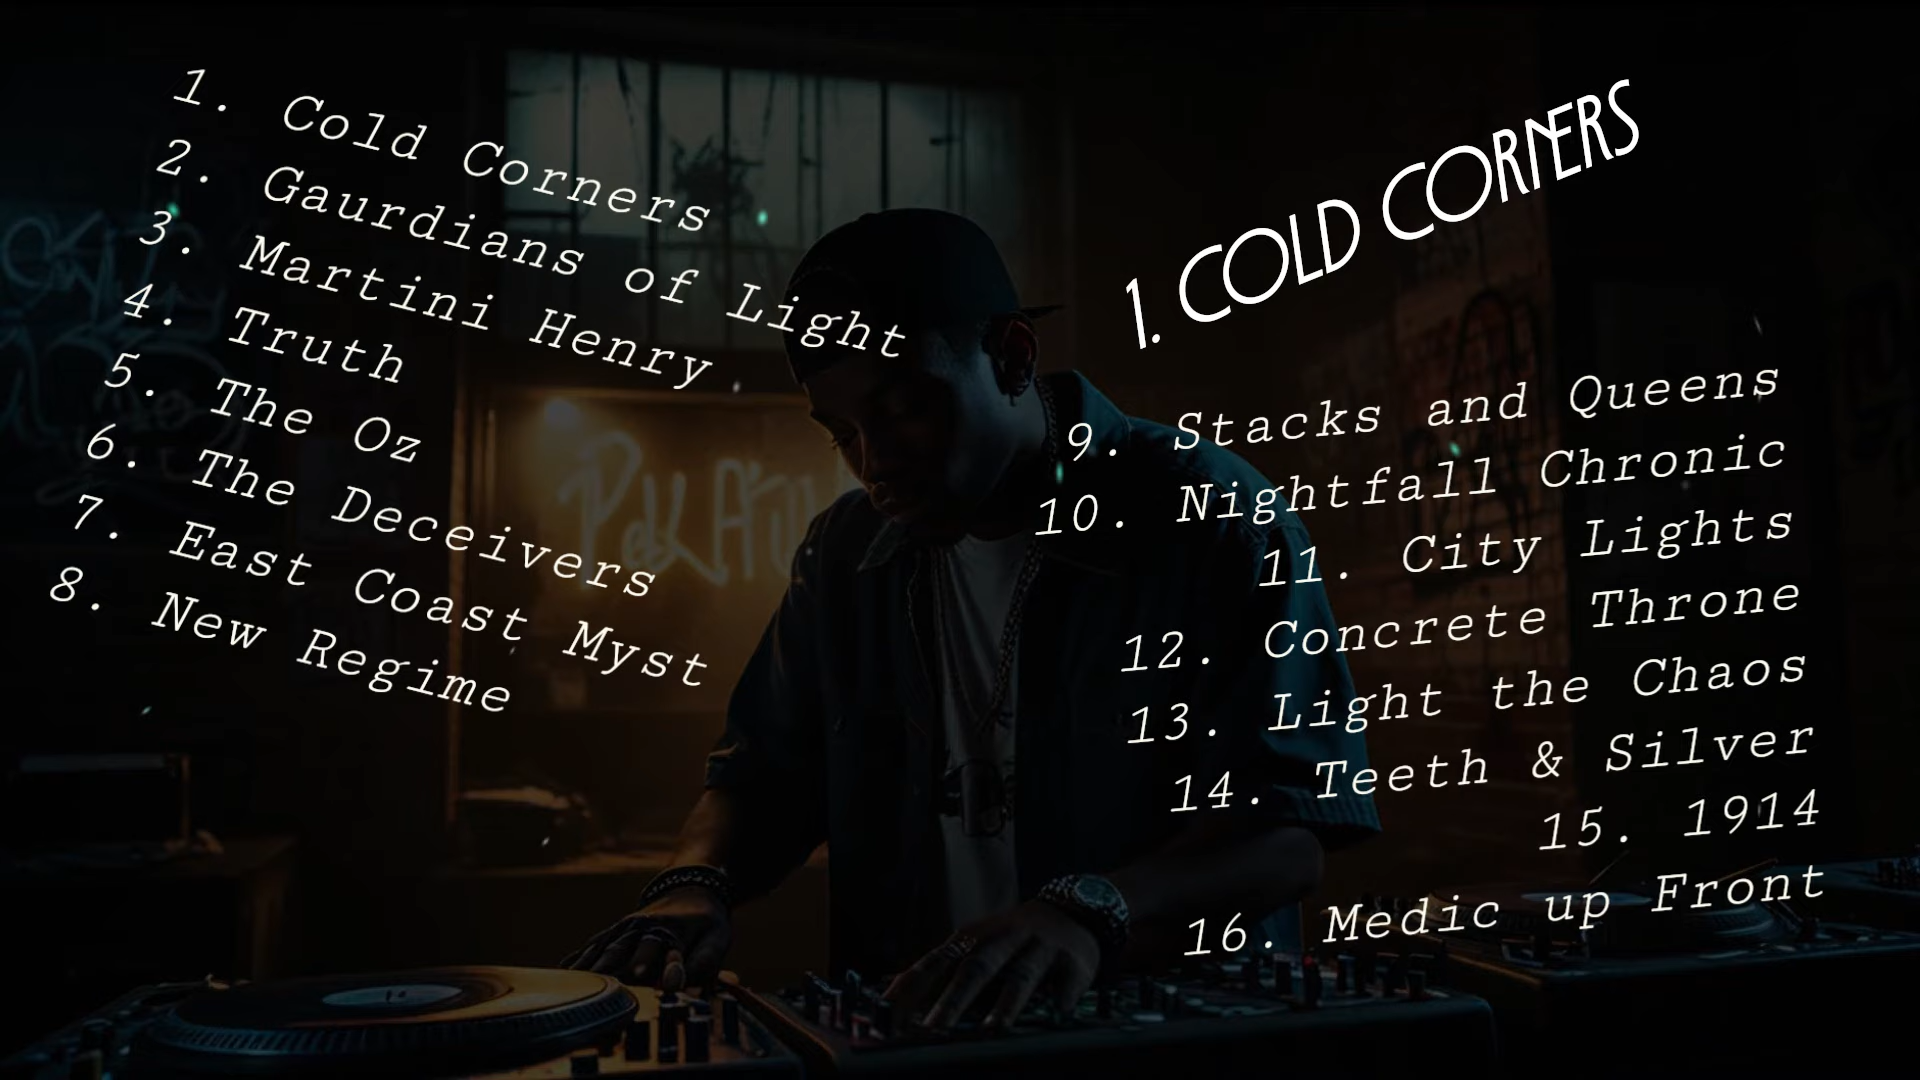 1. Cold Corners
2. Gaurdians of Light
3. Martini Henry
4. Truth
5. The Oz
6. The Deceivers
7. East Coast Myst
8. New Regime
1. COLD CORNERS
9. Stacks and Queens
10. Nightfall Chronic
11. City Lights
12. Concrete Throne
13. Light the Chaos
14. Teeth & Silver
15. 1914
16. Medic up Front